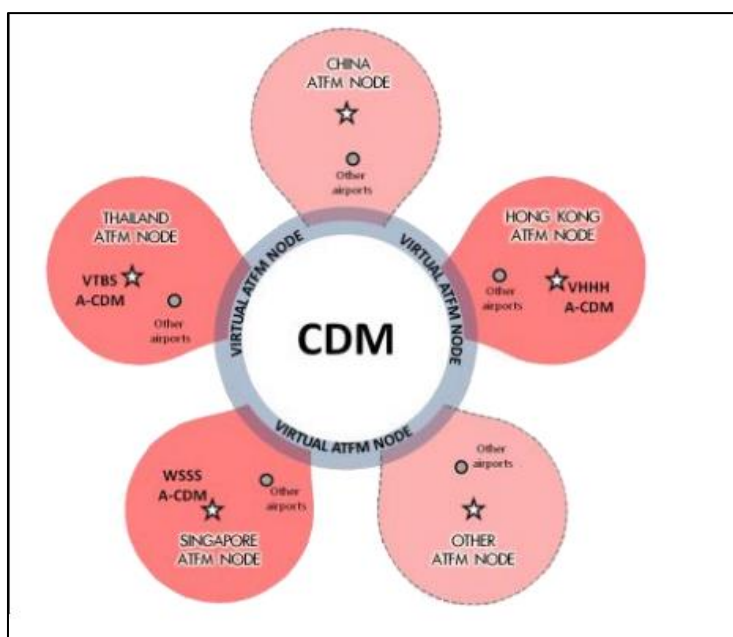 CHINA
ATFM NODE
Other
airports
THAILAND
ATFM NODE
VTBS
A-CDM
Other
airports
HONG KONG
ATFM NODE
Other
airports
VHHH
A-CDM
VIRTUAL ATFM NODE
VIRTUAL ATFM NODE
CDM
VIRTUAL ATFM NODE
WSSS
A-CDM
Other
airports
SINGAPORE
ATFM NODE
Other
airports
OTHER
ATFM NODE